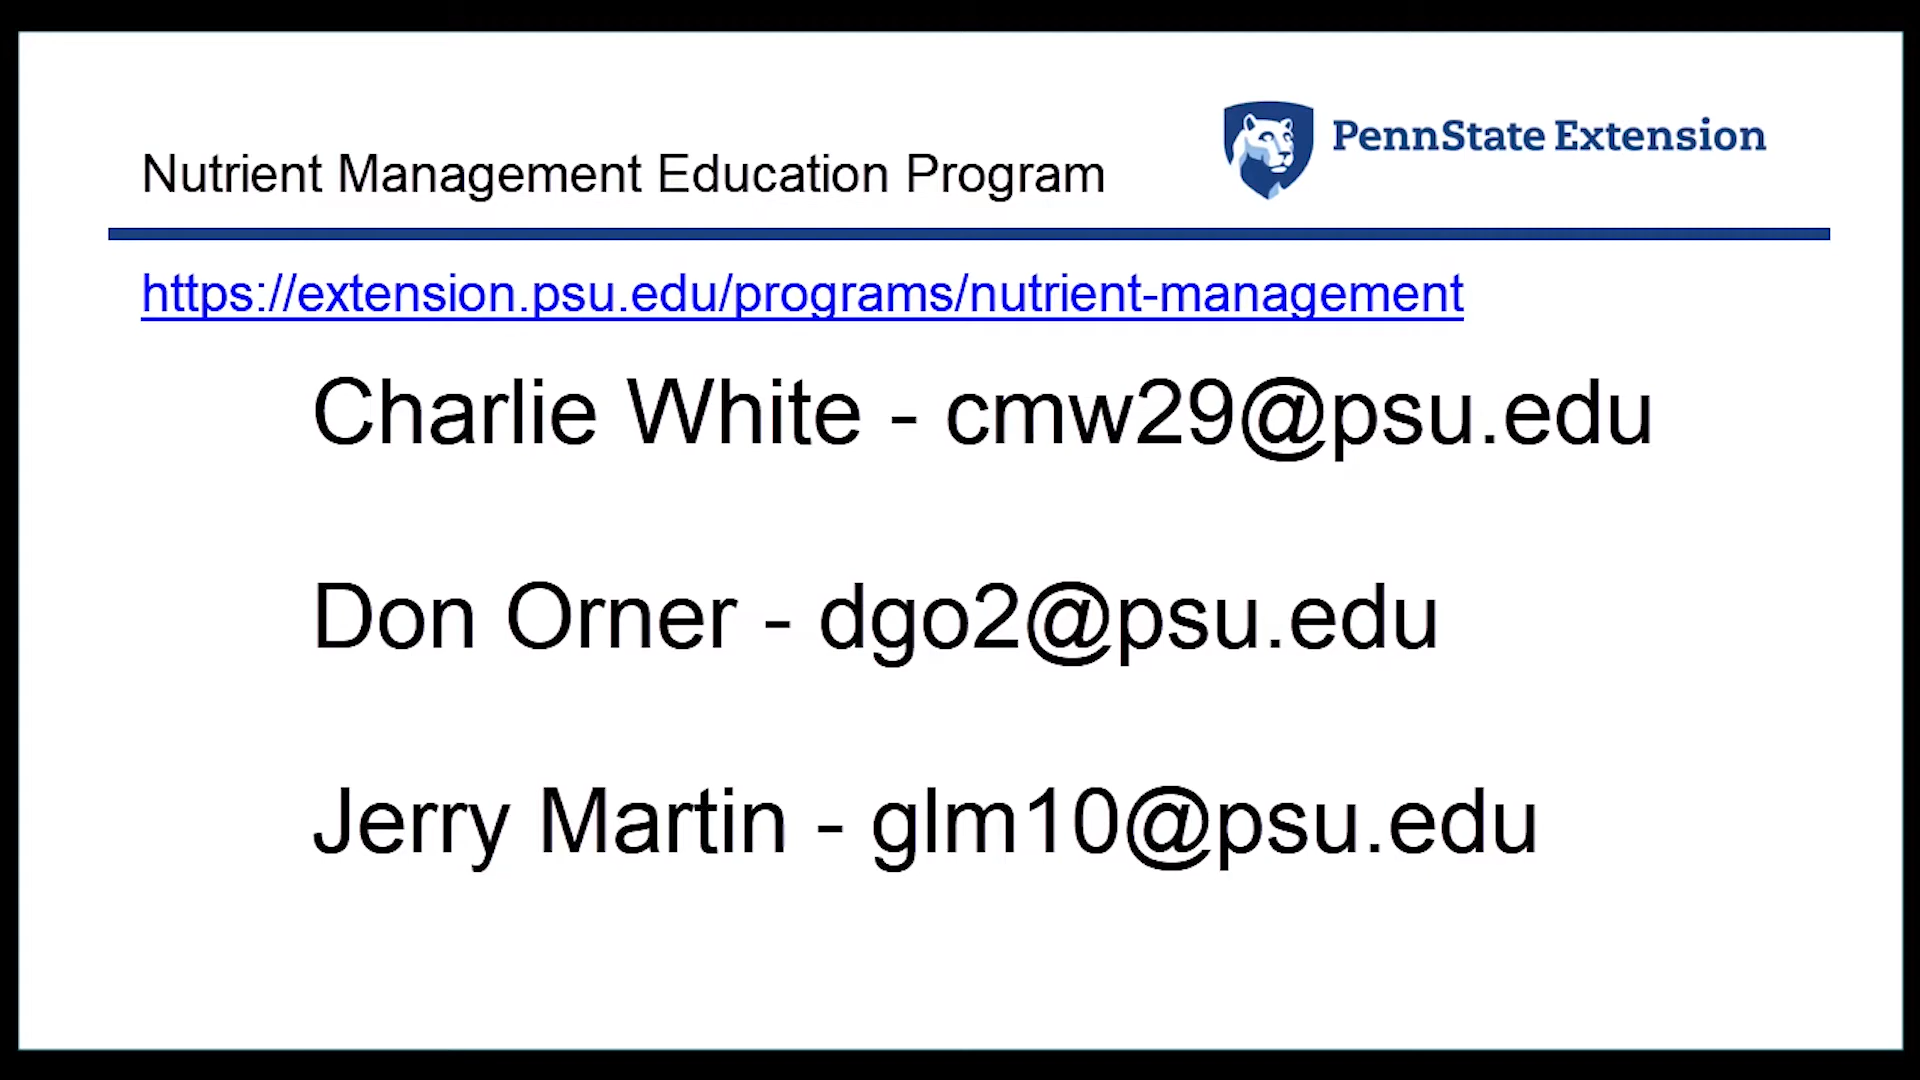 PennState Extension
Nutrient Management Education Program
https://extension.psu.edu/programs/nutrient-management
Charlie White - cmw29@psu.edu
Don Orner - dgo2@psu.edu
Jerry Martin - glm10@psu.edu